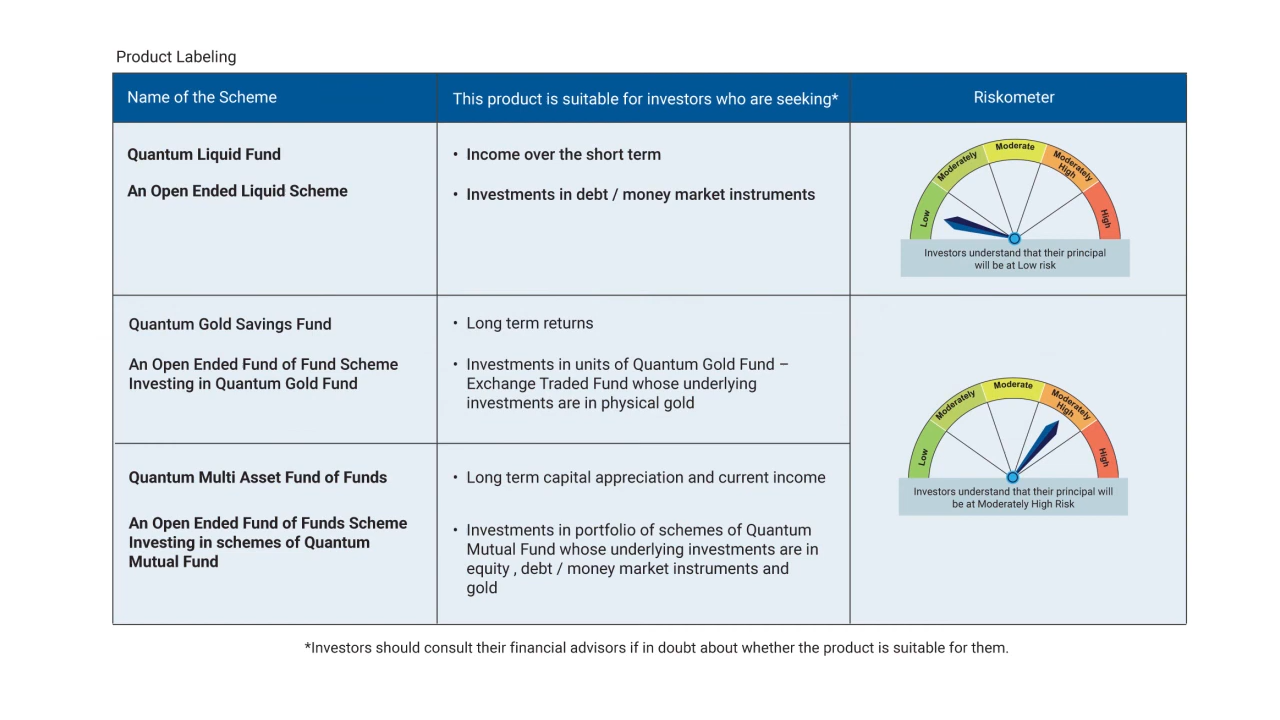 Product Labeling
Name of the Scheme
This product is suitable for investors who are seeking*
Riskometer
Quantum Liquid Fund
An Open Ended Liquid Scheme
• Income over the short term
• Investments in debt / money market instruments
Low
Moderately
Moderate
Moderately
High
High
Investors understand that their principal
will be at Low risk
Quantum Gold Savings Fund
An Open Ended Fund of Fund Scheme
Investing in Quantum Gold Fund
• Long term returns
• Investments in units of Quantum Gold Fund –
Exchange Traded Fund whose underlying
investments are in physical gold
Low
Moderately
Moderate
Moderately
High
High
Investors understand that their principal will
be at Moderately High Risk
Quantum Multi Asset Fund of Funds
An Open Ended Fund of Funds Scheme
Investing in schemes of Quantum
Mutual Fund
• Long term capital appreciation and current income
• Investments in portfolio of schemes of Quantum
Mutual Fund whose underlying investments are in
equity , debt / money market instruments and
gold
*Investors should consult their financial advisors if in doubt about whether the product is suitable for them.